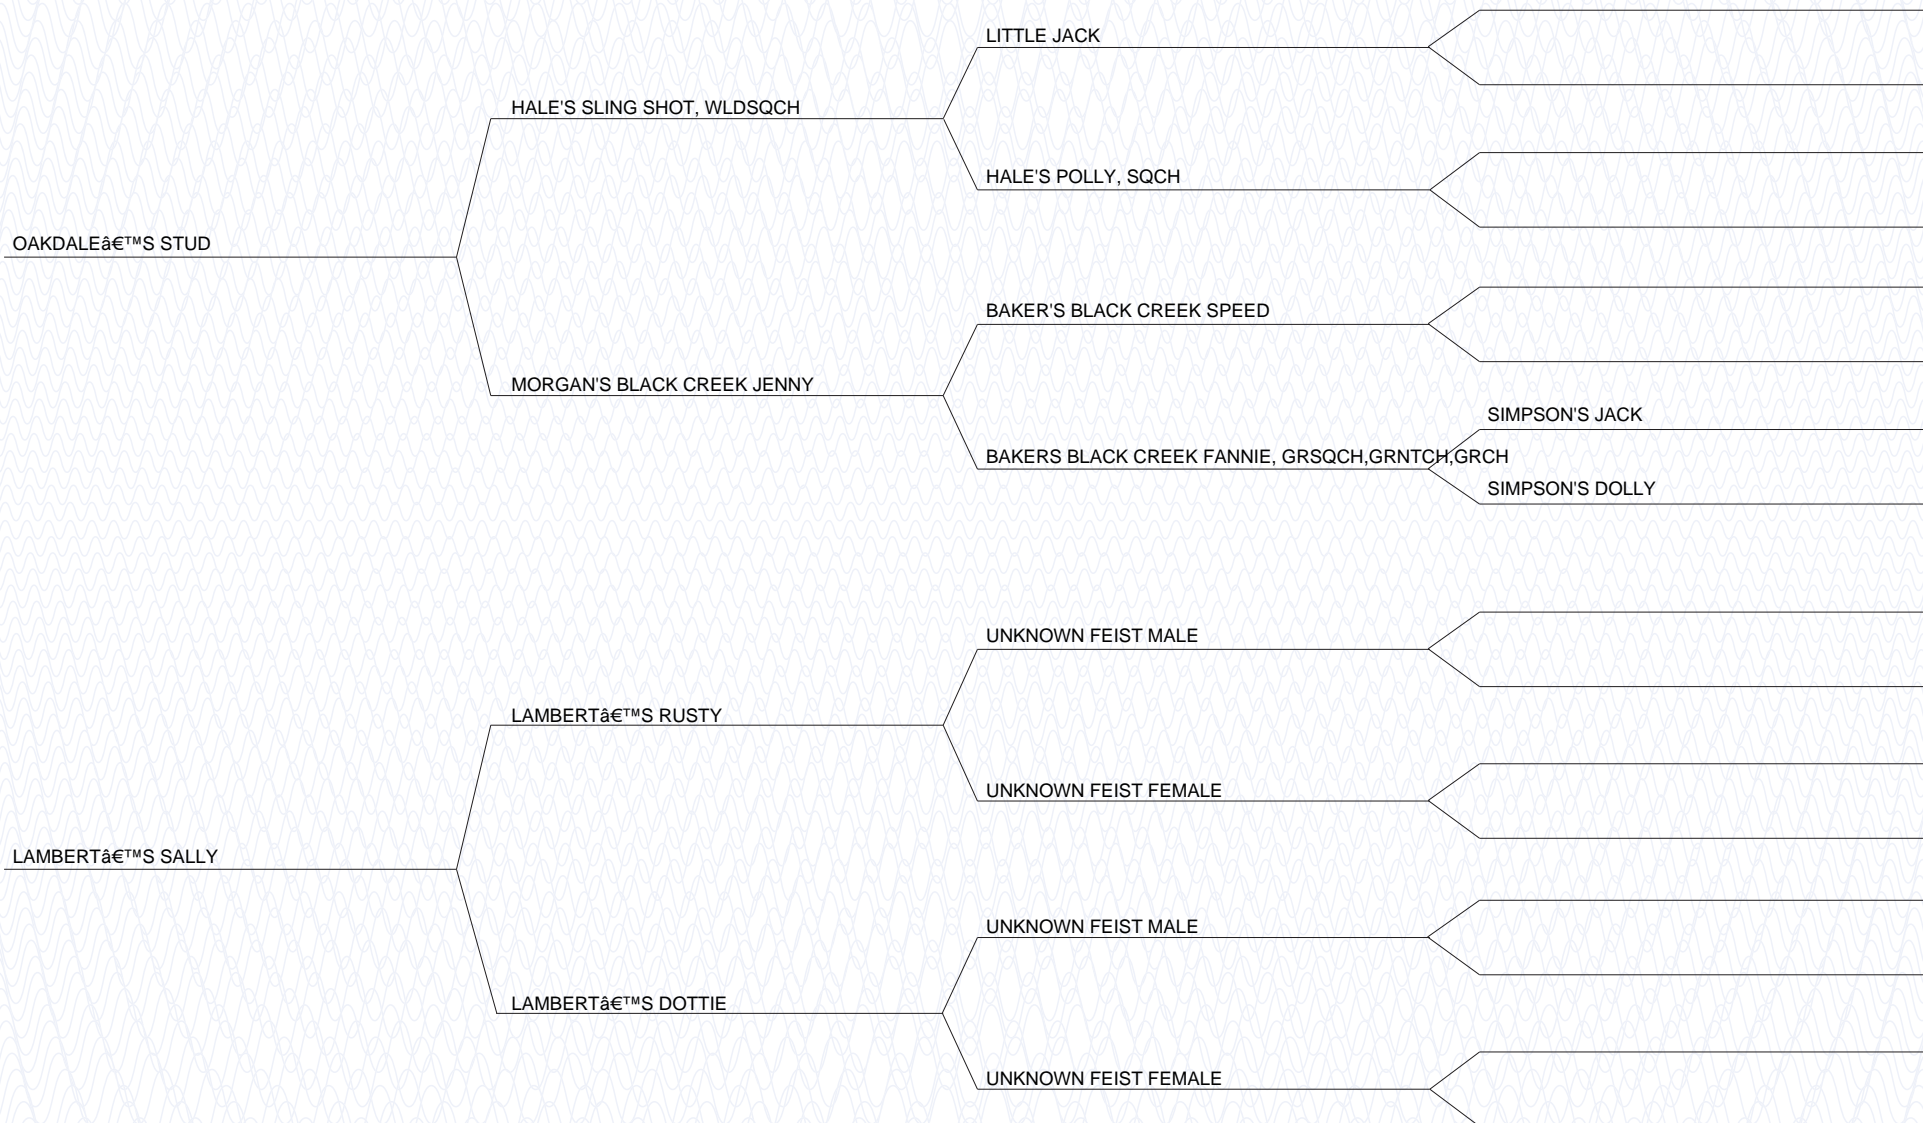 LITTLE JACK
HALE'S SLING SHOT, WLDSQCH
HALE'S POLLY, SQCH
OAKDALEâ€™S STUD
BAKER'S BLACK CREEK SPEED
MORGAN'S BLACK CREEK JENNY
SIMPSON'S JACK
BAKERS BLACK CREEK FANNIE, GRSQCH,GRNTCH,GRCH
SIMPSON'S DOLLY
UNKNOWN FEIST MALE
LAMBERTâ€™S RUSTY
UNKNOWN FEIST FEMALE
LAMBERTâ€™S SALLY
UNKNOWN FEIST MALE
LAMBERTâ€™S DOTTIE
UNKNOWN FEIST FEMALE